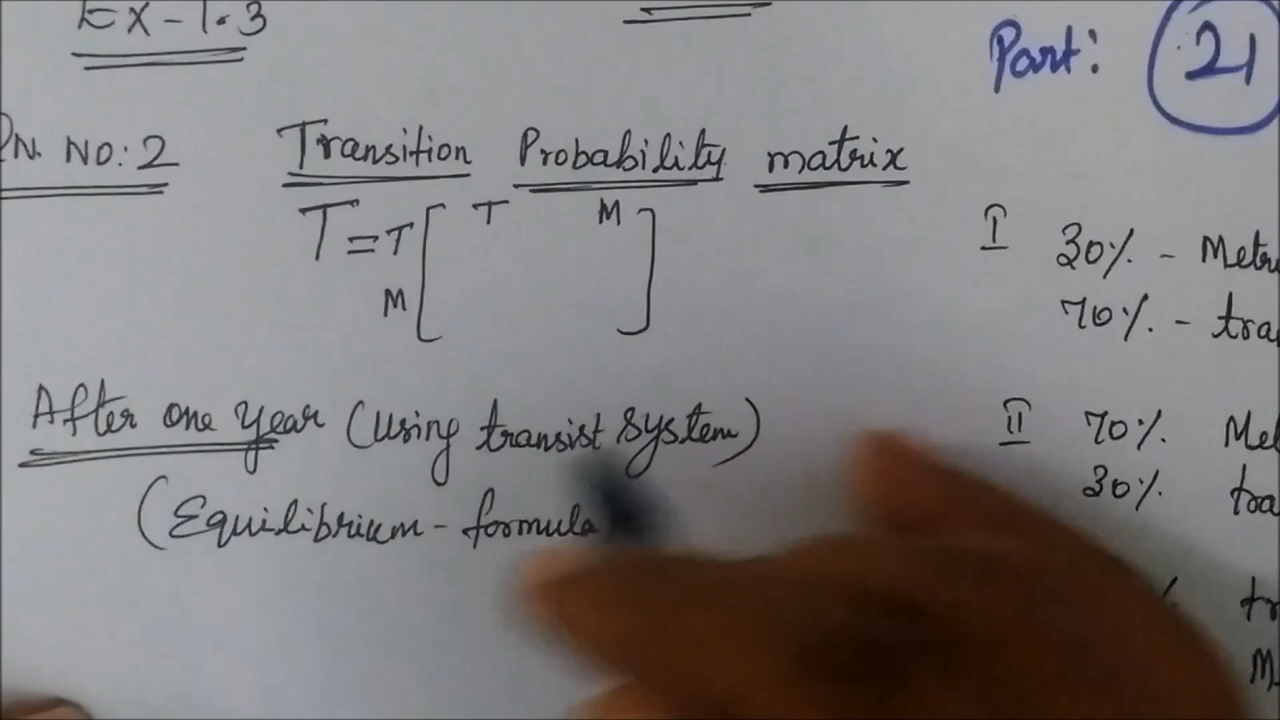 Ex-1.3
Part: 21
NO: 2 Transition Probability matrix
T = T [ T M ]
M
I 30% - Metr
70% - tra
After one year (using transist system)
II 70% Me
30% tra
(Equilibrium - formula
tr
M